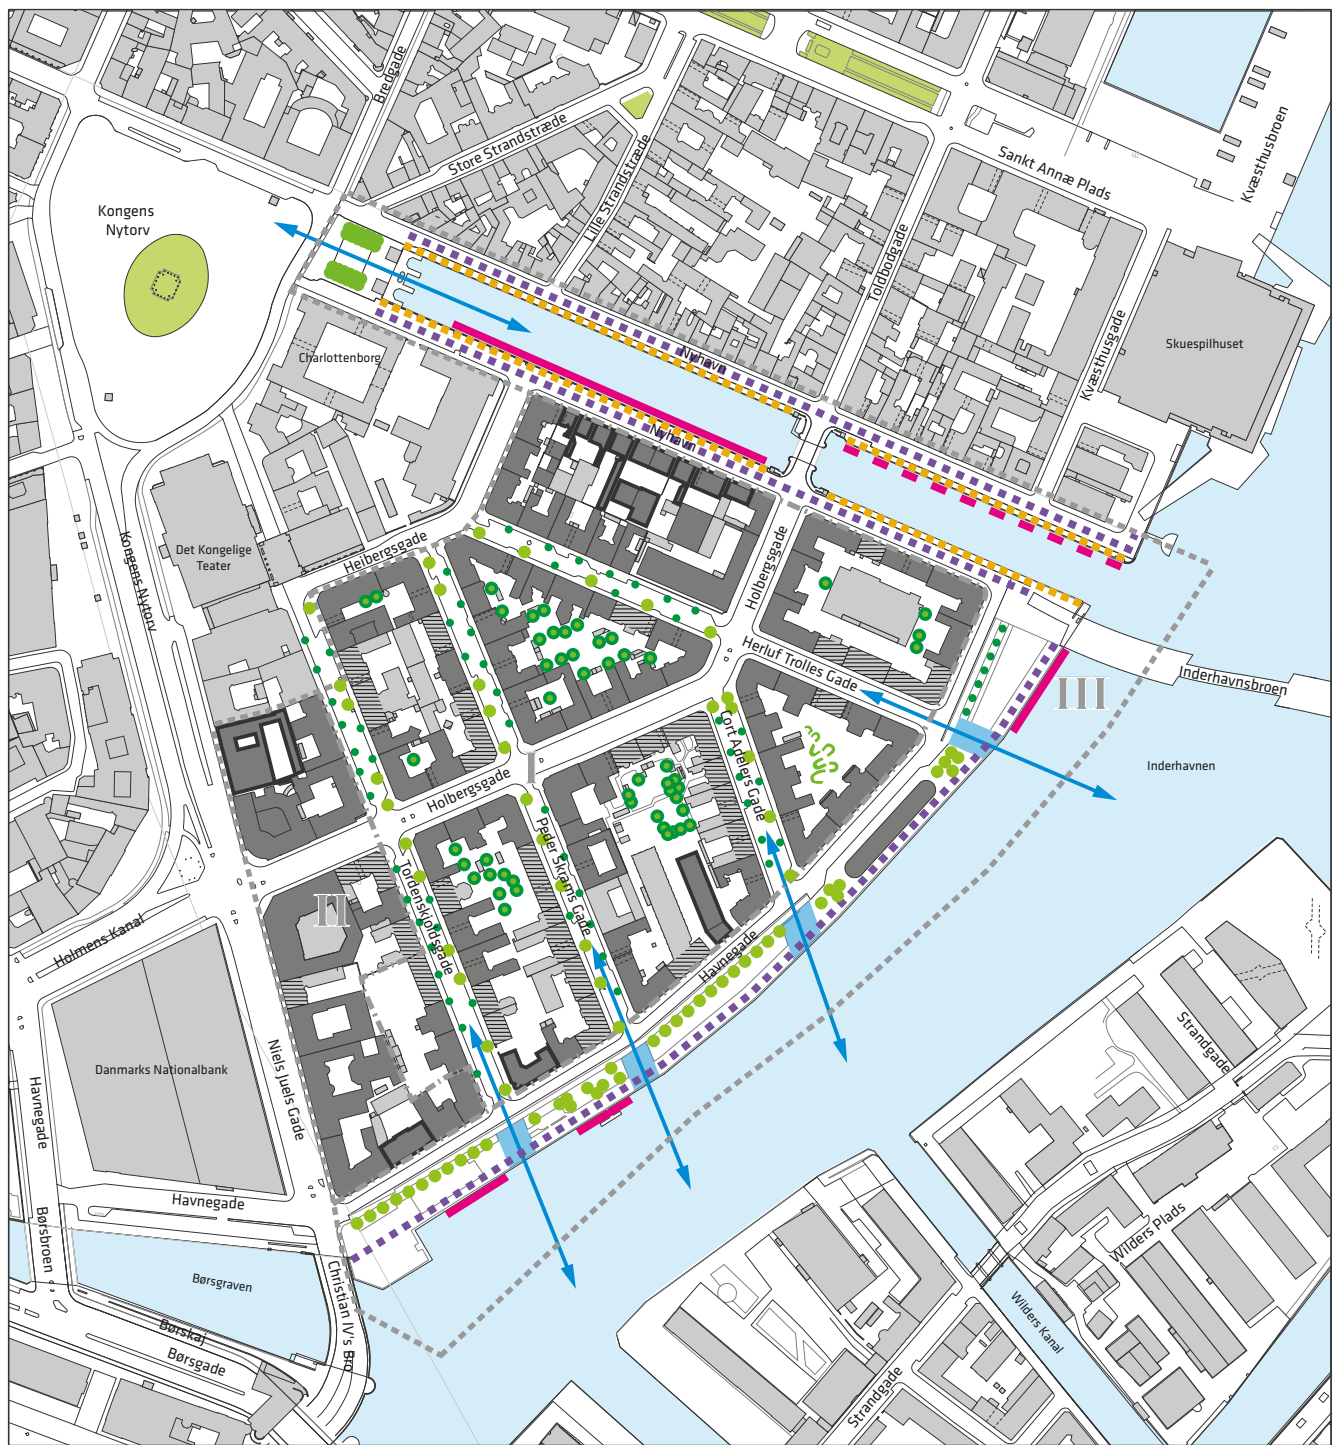 Bredgade
Store Strandstræde
Lille Strandstræde
Sankt Annæ Plads
Kvæsthusbroen
Kongens
Nytorv
Toldbodgade
Kvæsthusgade
Skuespilhuset
Charlottenborg
Nyhavn
Nyhavn
Det Kongelige
Teater
Heibergsgade
Kongens Nytorv
Holbergsgade
Herluf Trolles Gade
Inderhavnsbroen
III
Inderhavnen
I
Holbergsgade
Cort Adelers Gade
Peder Skrams Gade
Tordenskjoldsgade
II
Holmens Kanal
Havnegade
Niels Juels Gade
Danmarks Nationalbank
Havnegade
Havnegade
Børsbroen
Børsgraven
Christian IV's Bro
Børskaj
Børsgade
Strandgade
Wilders Plads
Wilders Kanal
Strandgade